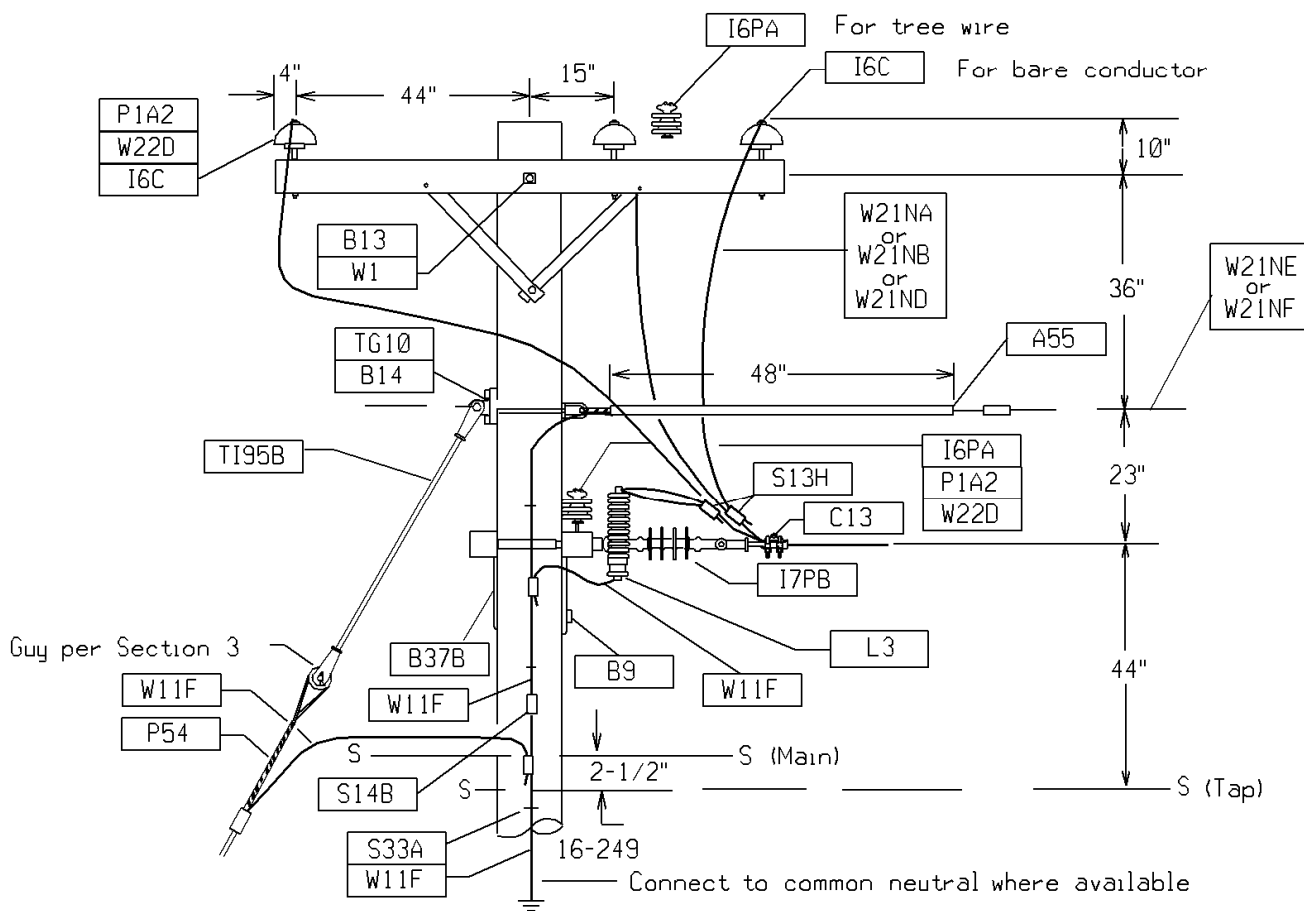 I6PA For tree wire
4" 44" 15" I6C For bare conductor
P1A2
W22D
I6C
10"
B13
W1
W21NA
or
W21NB
or
W21ND
36"
W21NE
or
W21NF
TG10
B14
48"
A55
TI95B
I6PA
P1A2
W22D
23"
S13H
C13
I7PB
Guy per Section 3
B37B
B9
L3
44"
W11F
W11F
W11F
P54
S S (Main)
2-1/2"
S14B
S S (Tap)
S33A
W11F
16-249
Connect to common neutral where available